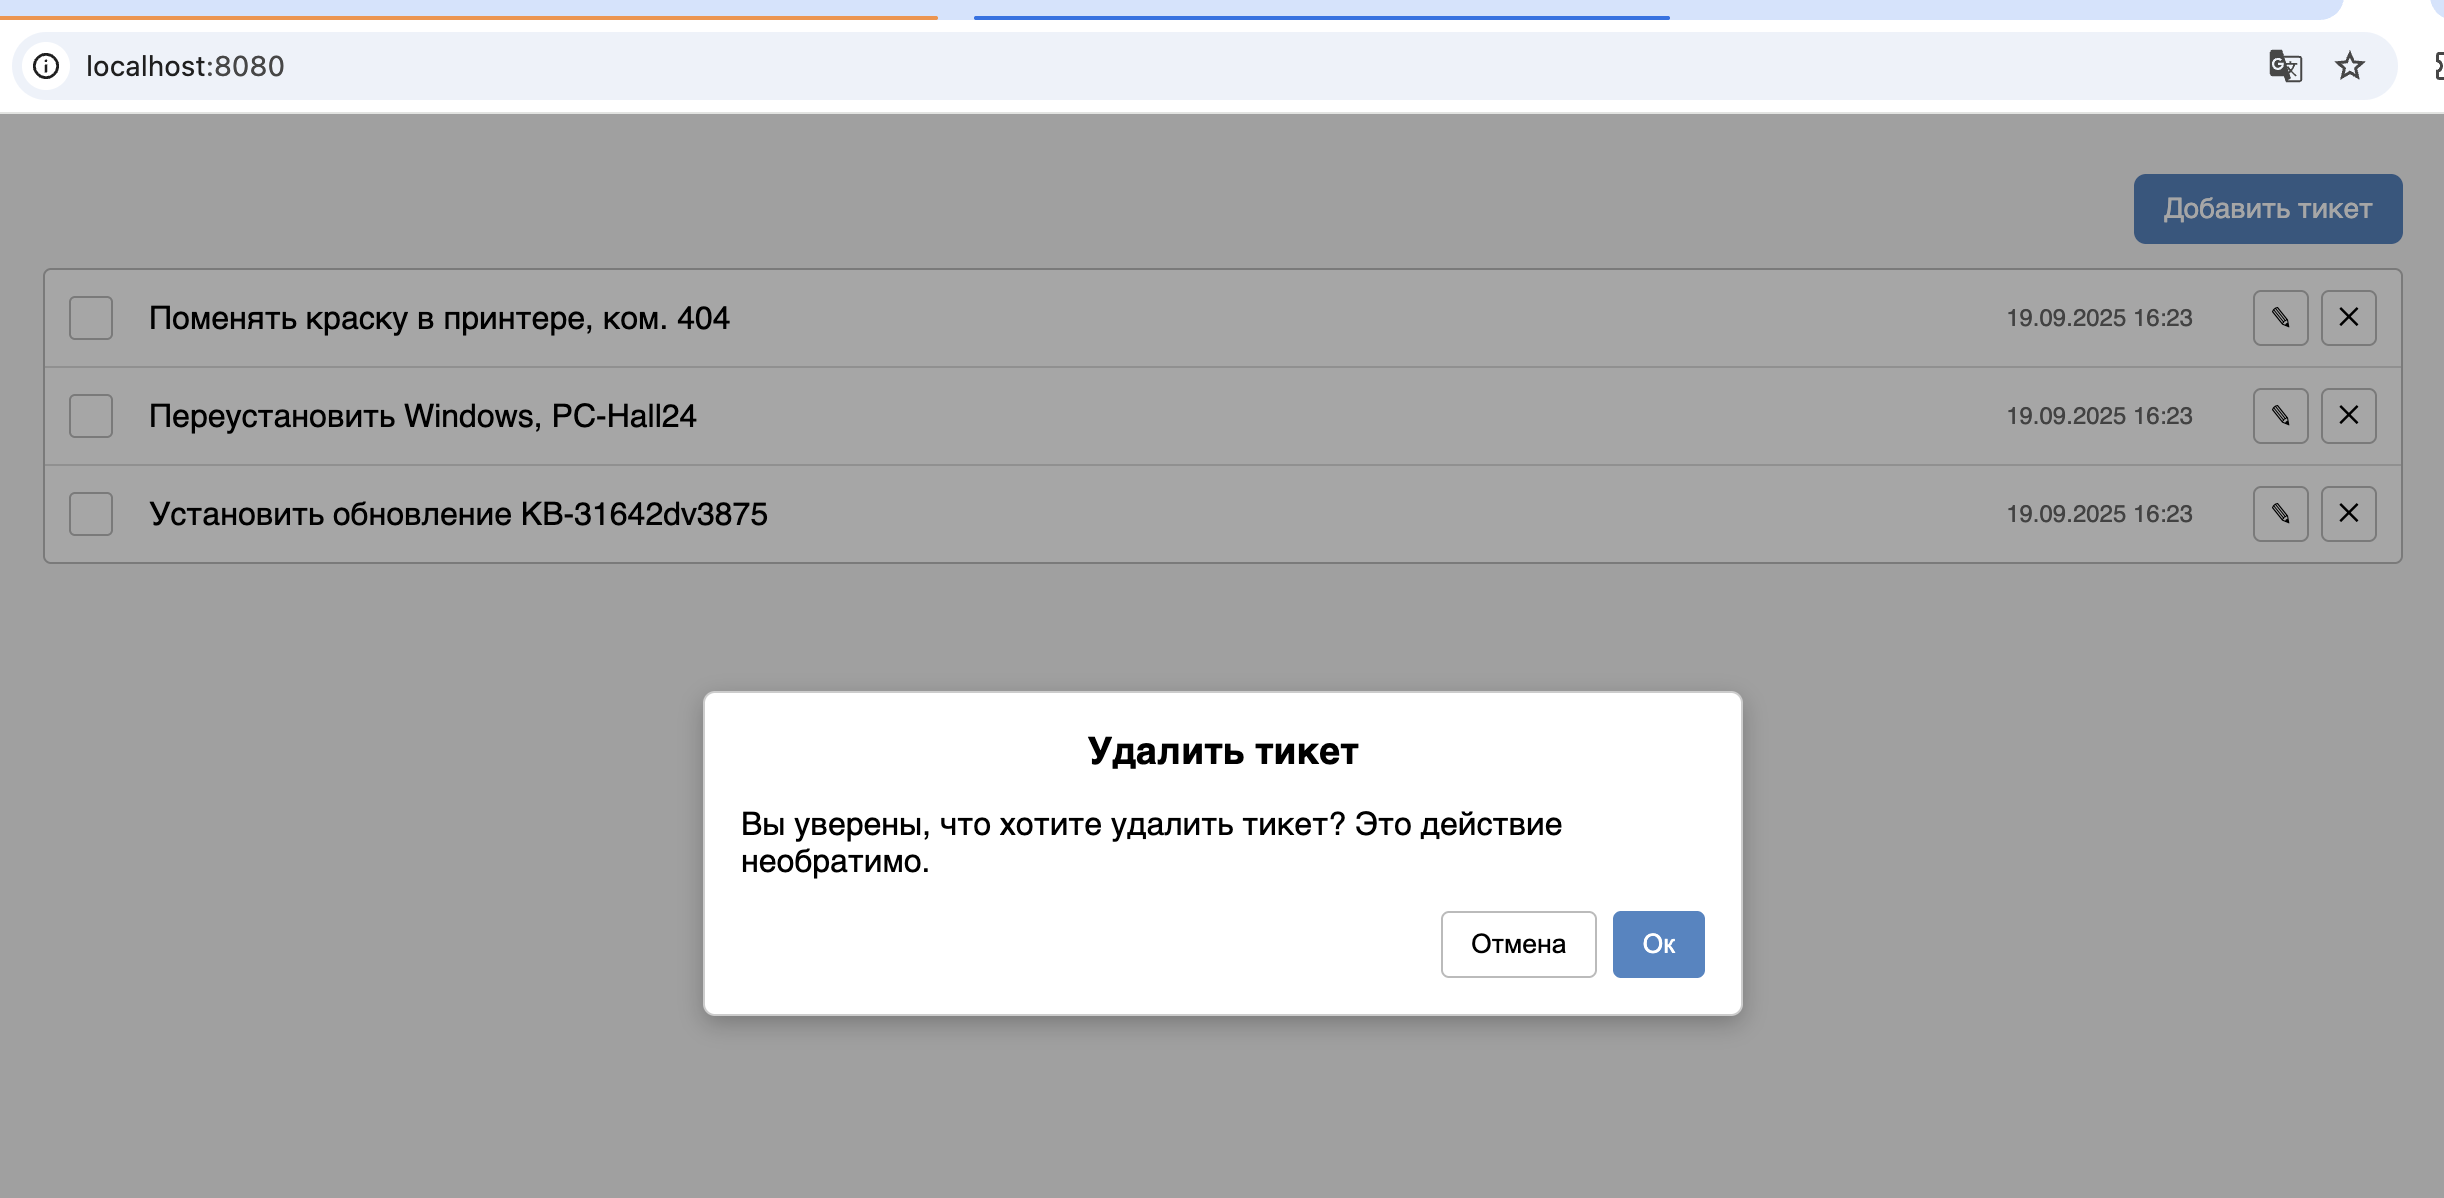 localhost:8080
Добавить тикет
Поменять краску в принтере, ком. 404 19.09.2025 16:23
Переустановить Windows, PC-Hall24 19.09.2025 16:23
Установить обновление KB-31642dv3875 19.09.2025 16:23
Удалить тикет
Вы уверены, что хотите удалить тикет? Это действие
необратимо.
Отмена Ок